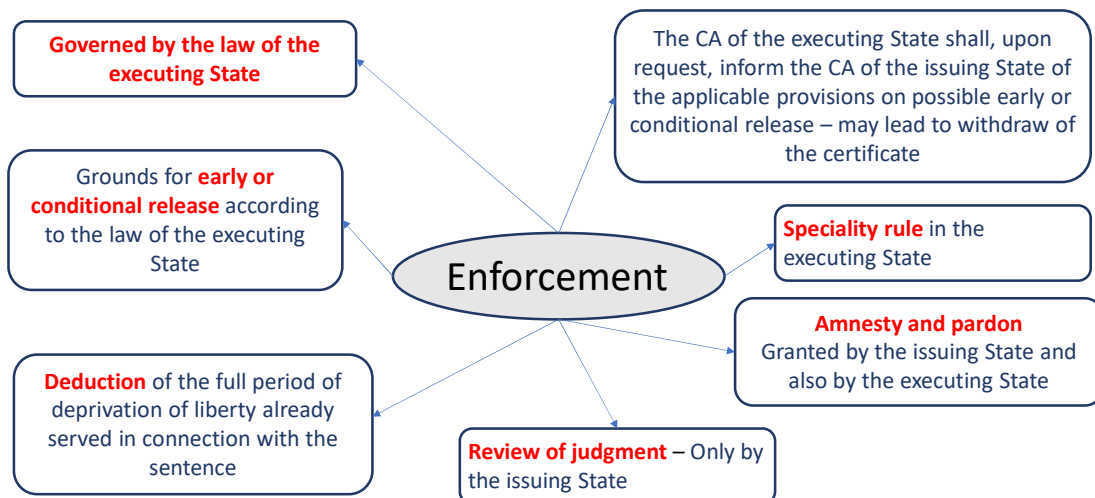 Governed by the law of the
executing State
The CA of the executing State shall, upon
request, inform the CA of the issuing State of
the applicable provisions on possible early or
conditional release – may lead to withdraw of
the certificate
Grounds for early or
conditional release according
to the law of the executing
State
Enforcement
Speciality rule in the
executing State
Amnesty and pardon
Granted by the issuing State and
also by the executing State
Deduction of the full period of
deprivation of liberty already
served in connection with the
sentence
Review of judgment – Only by
the issuing State